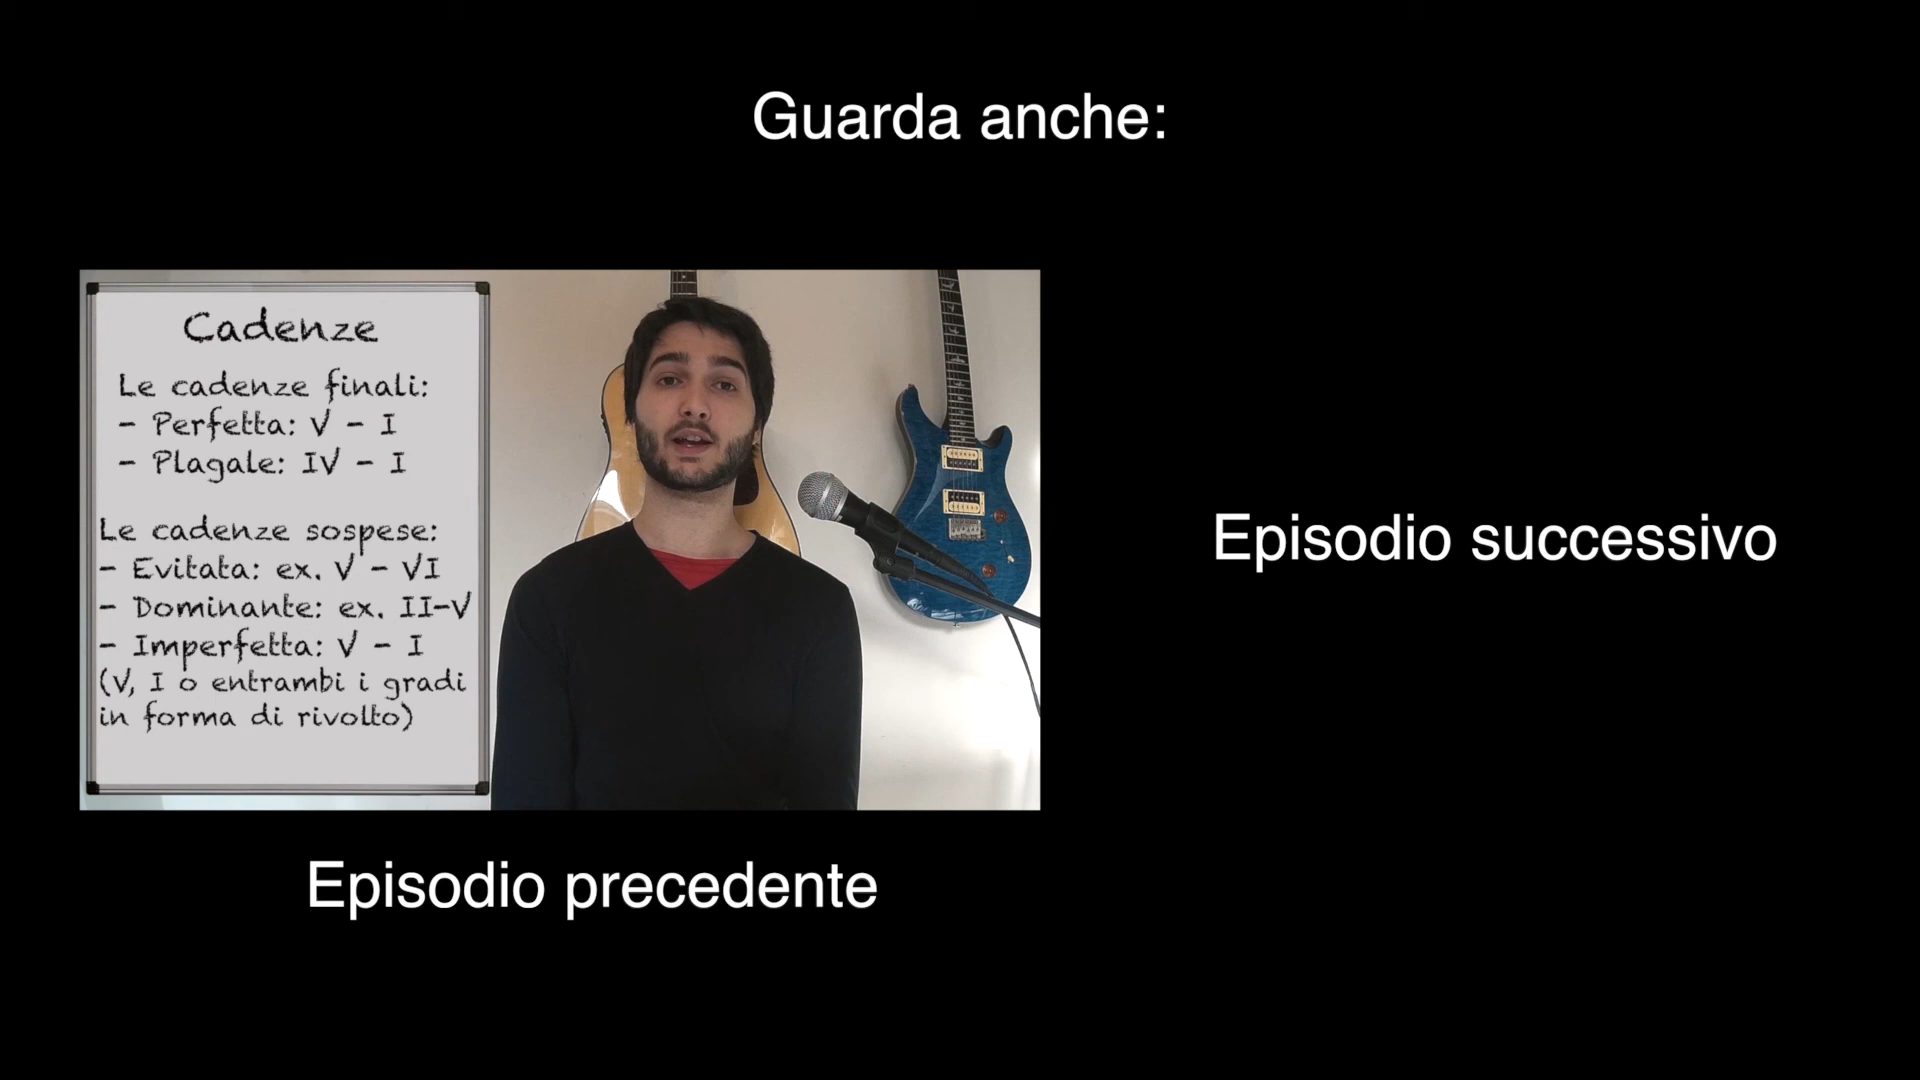 Guarda anche:
Cadenze
Le cadenze finali:
- Perfetta: V - I
- Plagale: IV - I
Le cadenze sospese:
- Evitata: ex. V - VI
- Dominante: ex. II-V
- Imperfetta: V - I
(V, I o entrambi i gradi
in forma di rivolto)
Episodio successivo
Episodio precedente